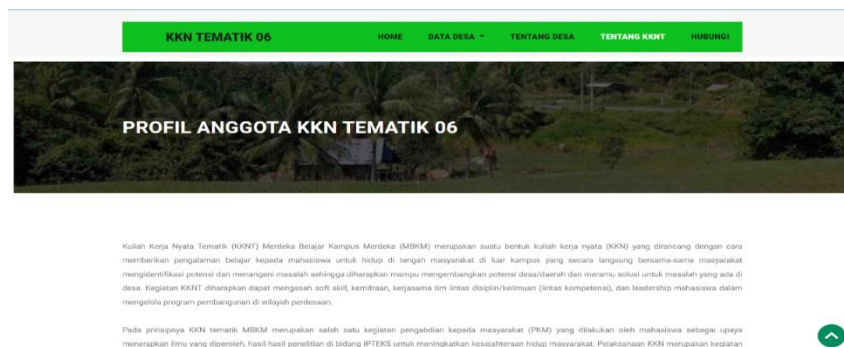 KKN TEMATIK 06
HOME
DATA DESA
TENTANG DESA
TENTANG KKNT
HUBUNGI
PROFIL ANGGOTA KKN TEMATIK 06
Kuliah Kerja Nyata Tematik (KKNT) Merdeka Belajar Kampus Merdeka (MBKM) merupakan suatu bentuk kuliah kerja nyata (KKN) yang dirancang dengan cara
memberikan pengalaman belajar kepada mahasiswa untuk hidup di tengah masyarakat di luar kampus yang secara langsung bersama-sama masyarakat
mengidentifikasi potensi dan menangani masalah sehingga diharapkan mampu mengembangkan potensi desa/daerah dan meramu solusi untuk masalah yang ada di
desa. Kegiatan KKNT diharapkan dapat mengasah soft skill, kemitraan, kerjasama tim lintas disiplin/keilmuan (lintas kompetensi), dan leadership mahasiswa dalam
mengelola program pembangunan di wilayah perdesaan.
Pada prinsipnya KKN tematik MBKM merupakan salah satu kegiatan pengabdian kepada masyarakat (PKM) yang dilakukan oleh mahasiswa sebagai upaya
menerapkan ilmu yang diperoleh, hasil-hasil penelitian di bidang IPTEKS untuk meningkatkan kesejahteraan hidup masyarakat. Pelaksanaan KKN merupakan kegiatan